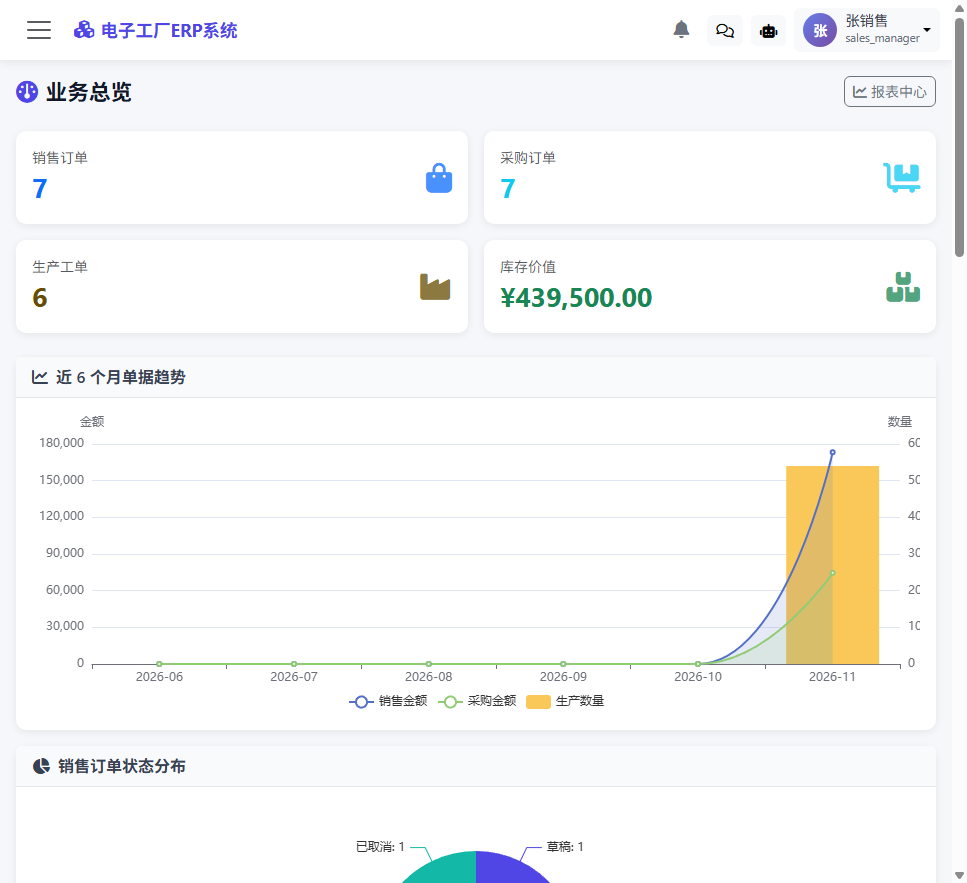 电子工厂ERP系统
张
张销售
sales_manager
业务总览
报表中心
销售订单
7
采购订单
7
生产工单
6
库存价值
¥439,500.00
近 6 个月单据趋势
金额
数量
180,000
60
150,000
50
120,000
40
90,000
30
60,000
20
30,000
10
0
0
2026-06
2026-07
2026-08
2026-09
2026-10
2026-11
销售金额
采购金额
生产数量
销售订单状态分布
已取消: 1
草稿: 1